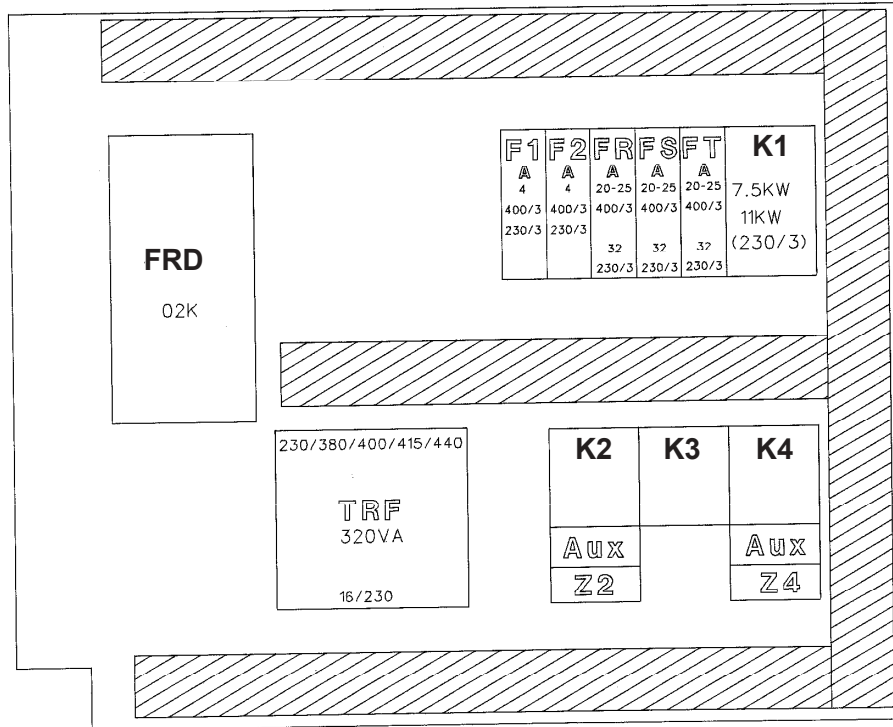 F1 F2 FR FS FT K1
A A A A A
4 4 20-25 20-25 20-25 7.5KW
400/3 400/3 400/3 400/3 400/3 11KW
230/3 230/3 (230/3)
32 32 32
230/3 230/3 230/3
FRD
02K
230/380/400/415/440
TRF
320VA
16/230
K2 K3 K4
Aux Aux
Z2 Z4